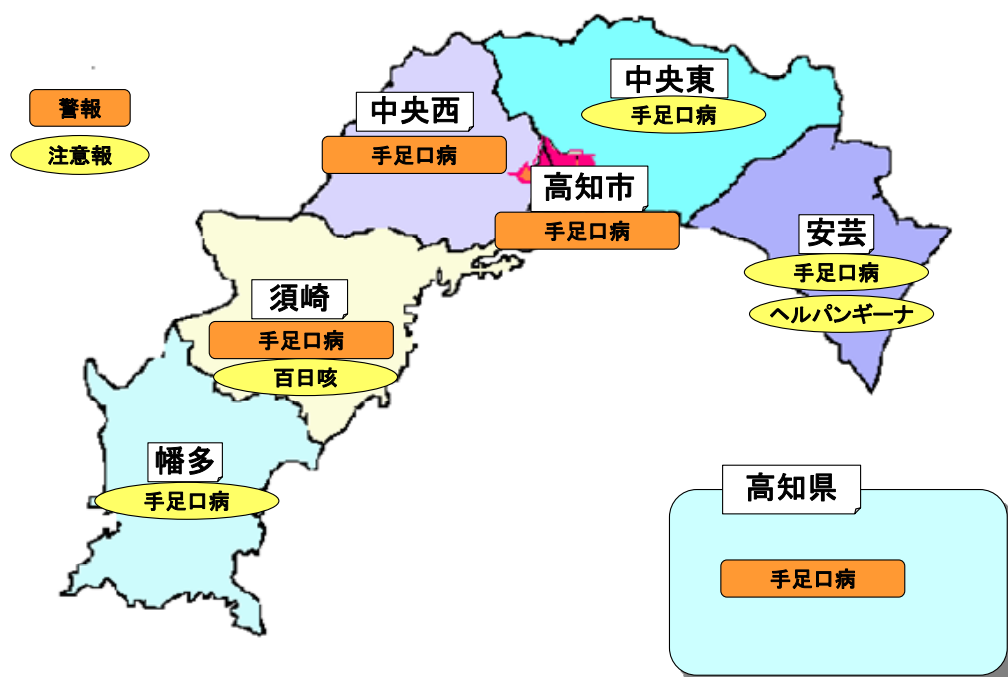 警報
注意報
中央西
手足口病
中央東
手足口病
高知市
手足口病
安芸
手足口病
ヘルパンギーナ
須崎
手足口病
百日咳
幡多
手足口病
高知県
手足口病